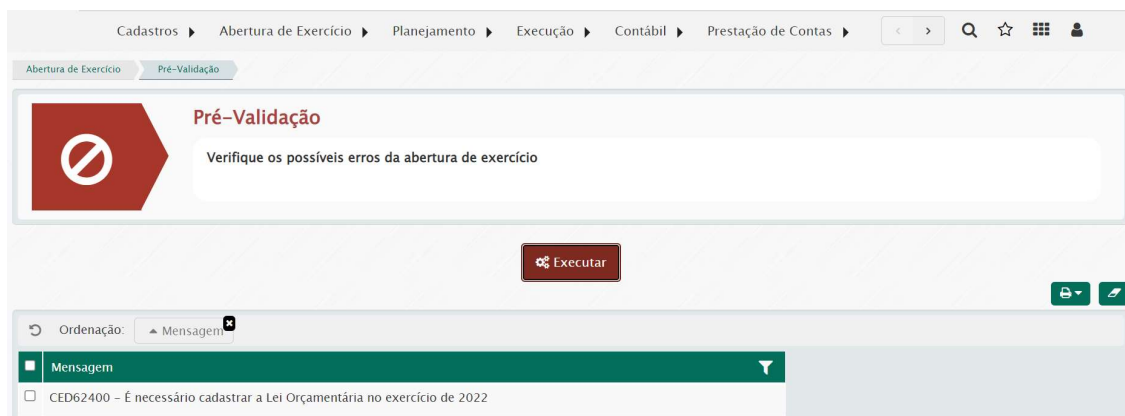 Cadastros Abertura de Exercício Planejamento Execução Contábil Prestação de Contas
Abertura de Exercício Pré-Validação
Pré-Validação
Verifique os possíveis erros da abertura de exercício
Executar
Ordenação: Mensagem
Mensagem
CED62400 – É necessário cadastrar a Lei Orçamentária no exercício de 2022